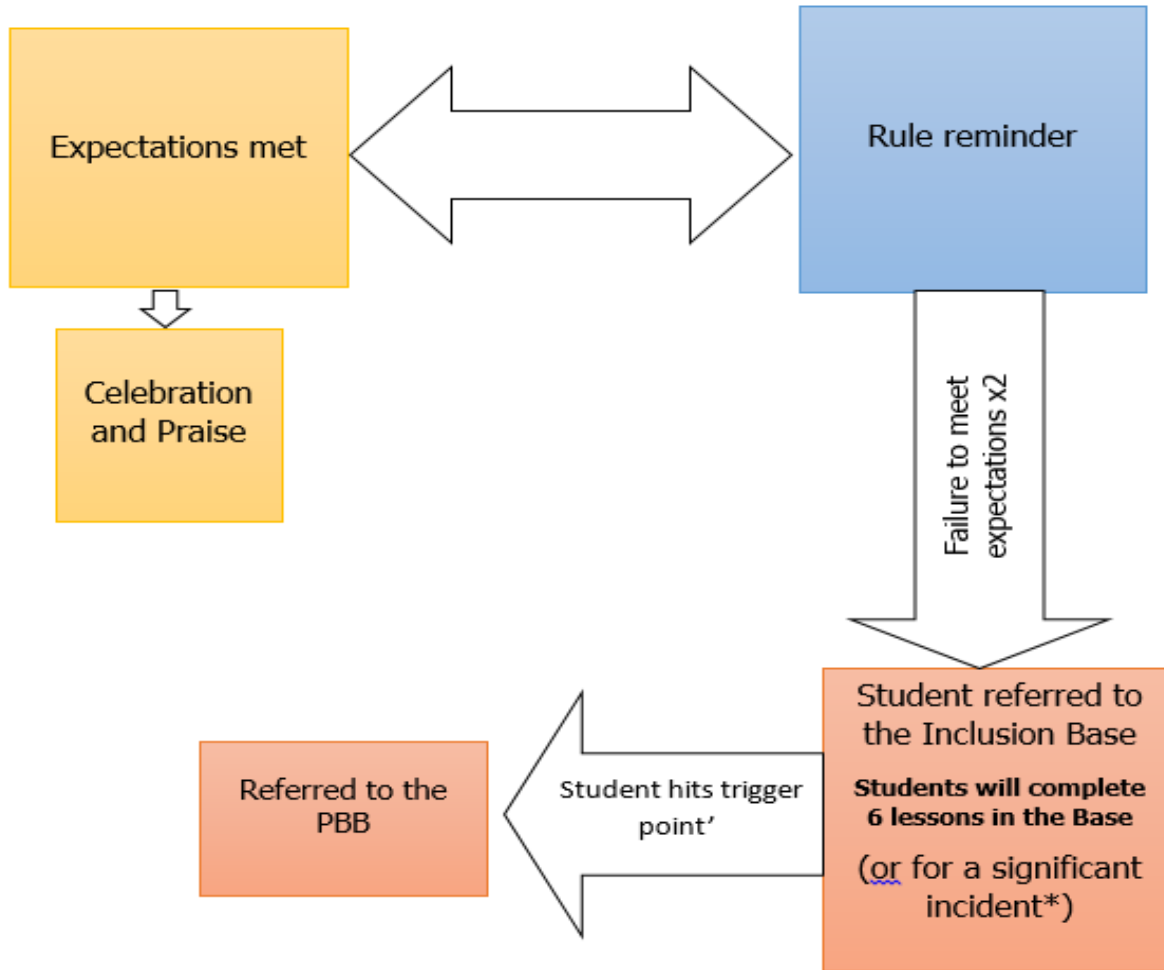 Expectations met
Rule reminder
Celebration
and Praise
Failure to meet
expectations x2
Student referred to
the Inclusion Base
Students will complete
6 lessons in the Base
(or for a significant
incident*)
Student hits trigger
point’
Referred to the
PBB